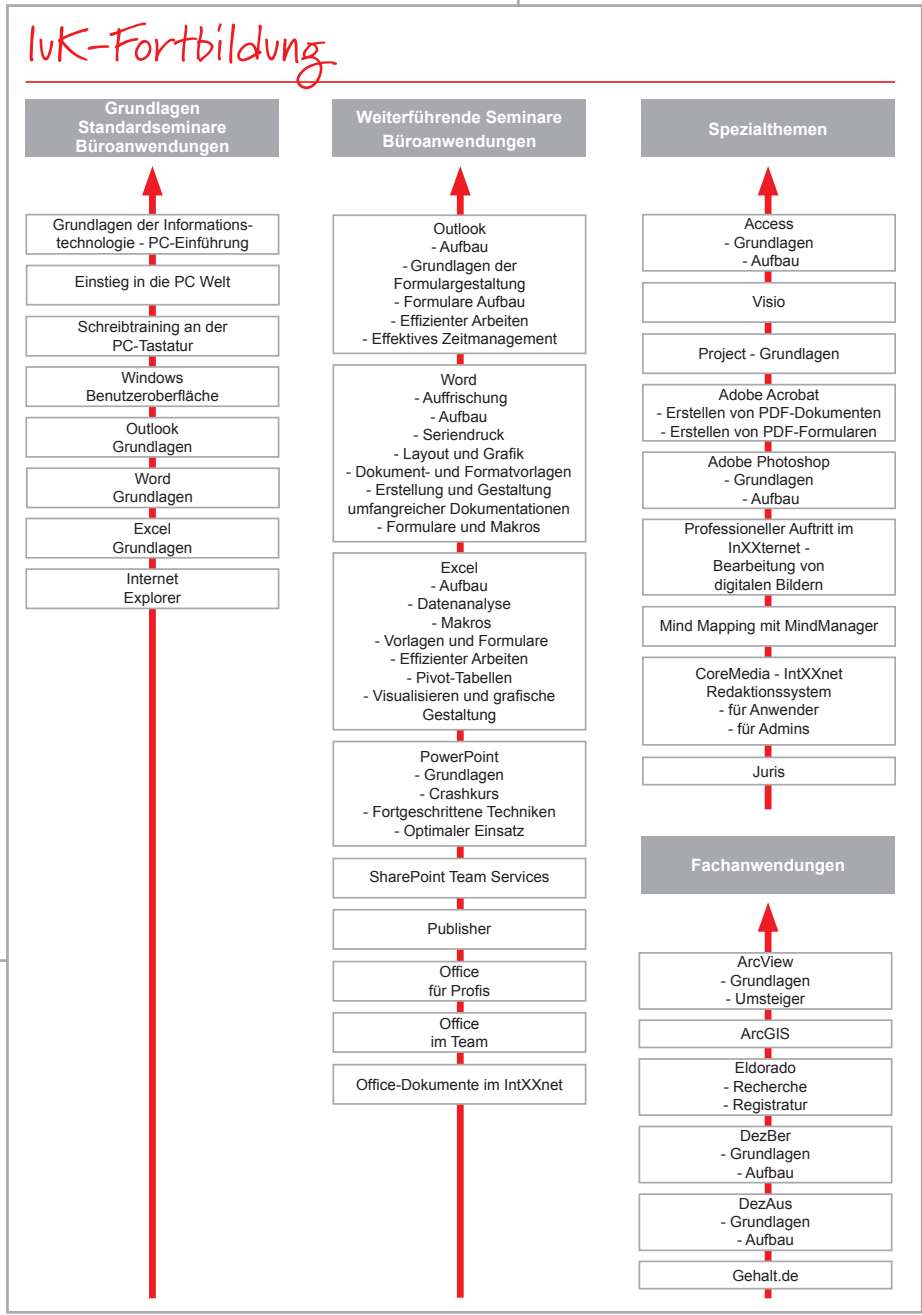 IuK-Fortbildung
Grundlagen
Standardseminare
Büroanwendungen
Grundlagen der Informations-
technologie - PC-Einführung
Einstieg in die PC Welt
Schreibtraining an der
PC-Tastatur
Windows
Benutzeroberfläche
Outlook
Grundlagen
Word
Grundlagen
Excel
Grundlagen
Internet
Explorer
Weiterführende Seminare
Büroanwendungen
Outlook
- Aufbau
- Grundlagen der
Formulargestaltung
- Formulare Aufbau
- Effizienter Arbeiten
- Effektives Zeitmanagement
Word
- Auffrischung
- Aufbau
- Seriendruck
- Layout und Grafik
- Dokument- und Formatvorlagen
- Erstellung und Gestaltung
umfangreicher Dokumentationen
- Formulare und Makros
Excel
- Aufbau
- Datenanalyse
- Makros
- Vorlagen und Formulare
- Effizienter Arbeiten
- Pivot-Tabellen
- Visualisieren und grafische
Gestaltung
PowerPoint
- Grundlagen
- Crashkurs
- Fortgeschrittene Techniken
- Optimaler Einsatz
SharePoint Team Services
Publisher
Office
für Profis
Office
im Team
Office-Dokumente im IntXXnet
Spezialthemen
Access
- Grundlagen
- Aufbau
Visio
Project - Grundlagen
Adobe Acrobat
- Erstellen von PDF-Dokumenten
- Erstellen von PDF-Formularen
Adobe Photoshop
- Grundlagen
- Aufbau
Professioneller Auftritt im
InXXternet -
Bearbeitung von
digitalen Bildern
Mind Mapping mit MindManager
CoreMedia - IntXXnet
Redaktionssystem
- für Anwender
- für Admins
Juris
Fachanwendungen
ArcView
- Grundlagen
- Umsteiger
ArcGIS
Eldorado
- Recherche
- Registratur
DezBer
- Grundlagen
- Aufbau
DezAus
- Grundlagen
- Aufbau
Gehalt.de